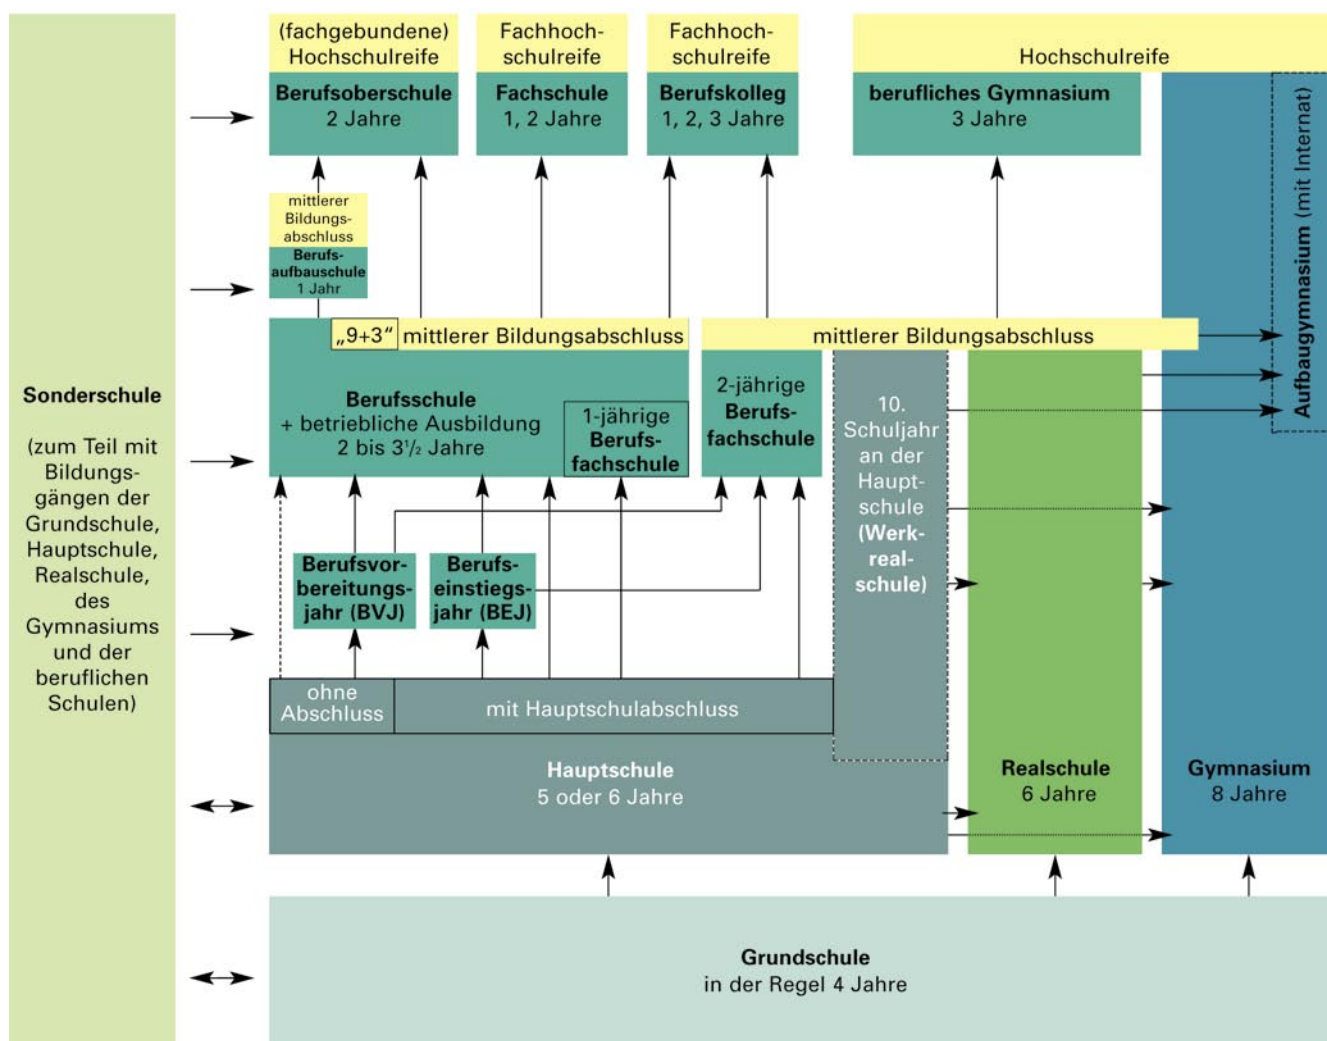 (fachgebundene)
Hochschulreife
Berufsoberschule
2 Jahre
Fachhoch-
schulreife
Fachschule
1, 2 Jahre
Fachhoch-
schulreife
Berufskolleg
1, 2, 3 Jahre
Hochschulreife
berufliches Gymnasium
3 Jahre
Aufbaugymnasium (mit Internat)
mittlerer
Bildungs-
abschluss
Berufs-
aufbauschule
1 Jahr
„9+3“ mittlerer Bildungsabschluss
mittlerer Bildungsabschluss
Sonderschule
(zum Teil mit
Bildungs-
gängen der
Grundschule,
Hauptschule,
Realschule,
des
Gymnasiums
und der
beruflichen
Schulen)
Berufsschule
+ betriebliche Ausbildung
2 bis 3½ Jahre
1-jährige
Berufs-
fachschule
2-jährige
Berufs-
fachschule
10.
Schuljahr
an der
Haupt-
schule
(Werk-
real-
schule)
Berufsvor-
bereitungs-
jahr (BVJ)
Berufs-
einstiegs-
jahr (BEJ)
ohne
Abschluss
mit Hauptschulabschluss
Hauptschule
5 oder 6 Jahre
Realschule
6 Jahre
Gymnasium
8 Jahre
Grundschule
in der Regel 4 Jahre